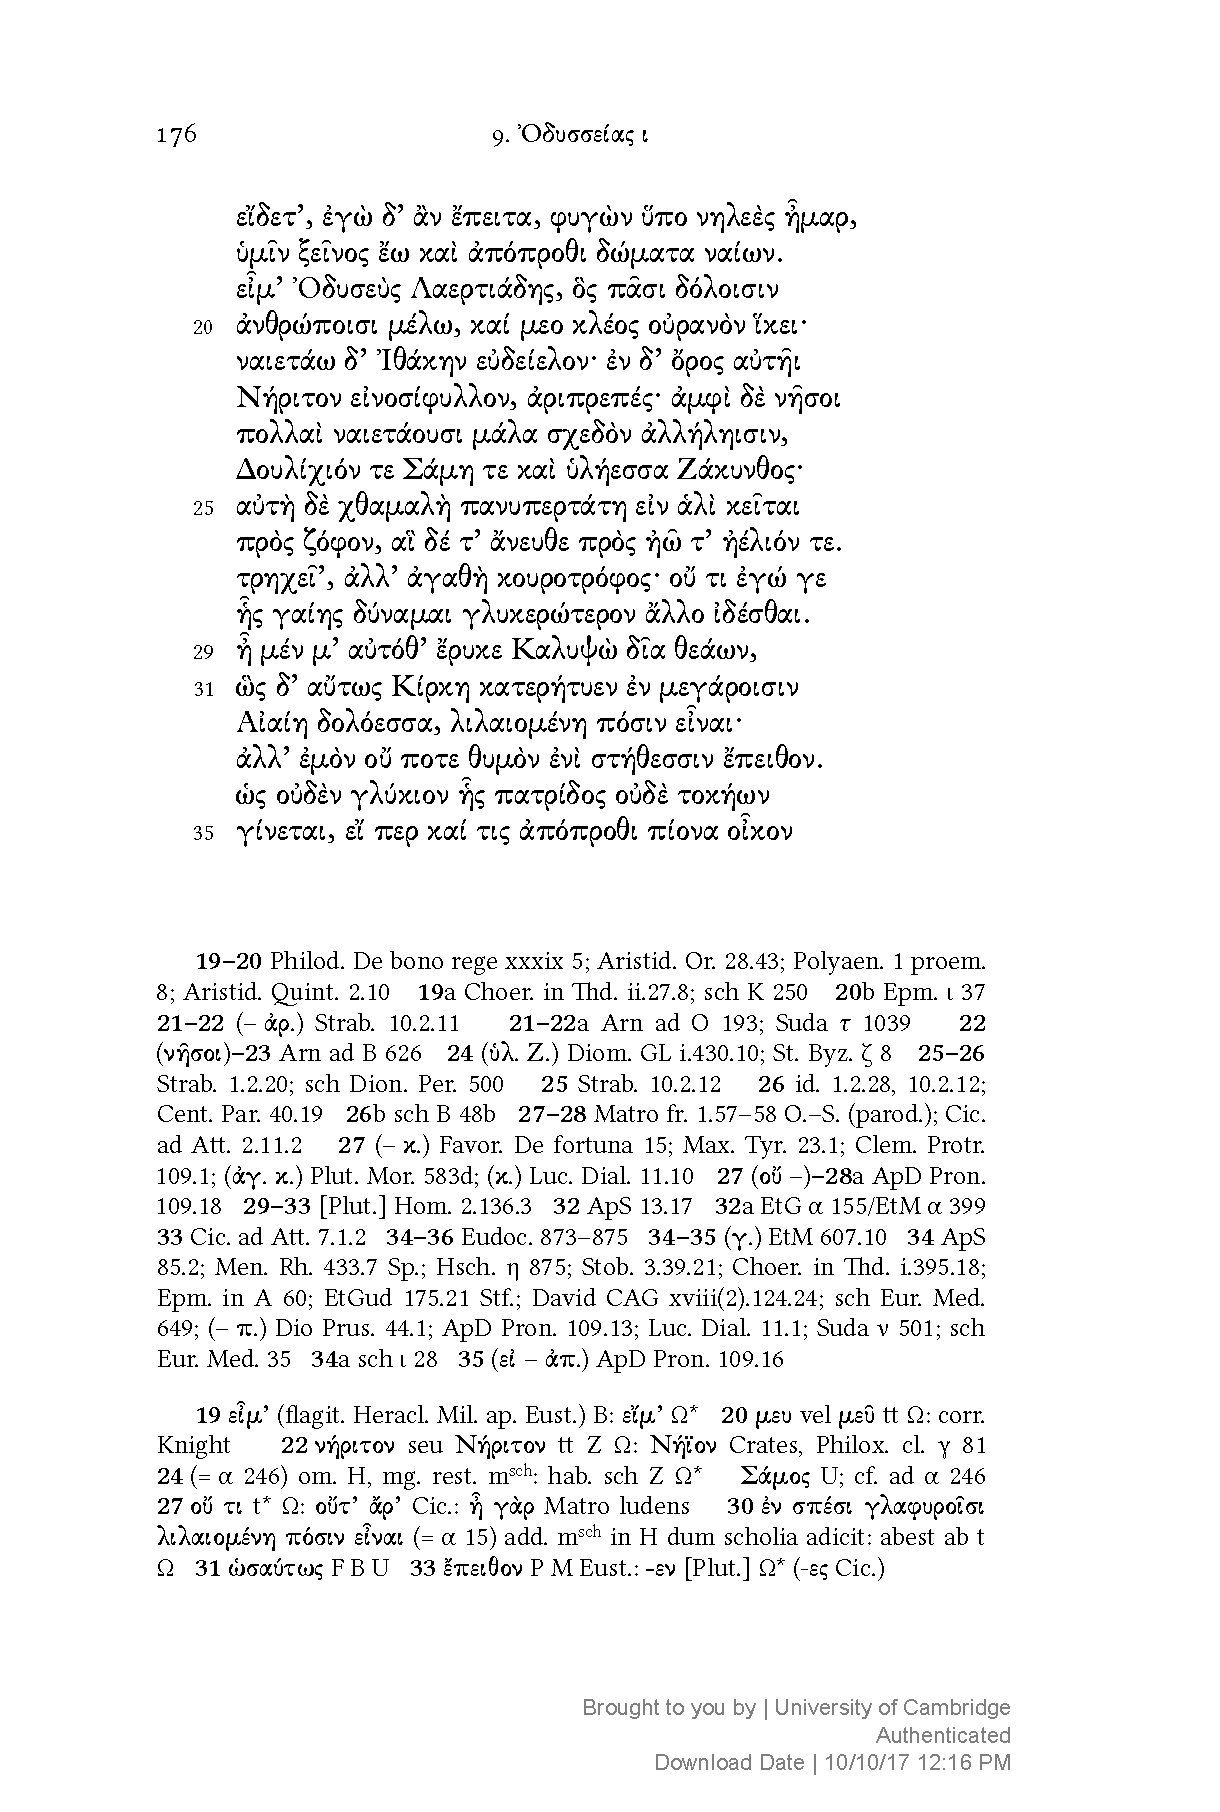 176 9. Ὀδυσσείας ι
εἴδετ’, ἐγὼ δ’ ἂν ἔπειτα, φυγὼν ὕπο νηλεὲς ἦμαρ,
ὑμῖν ξεῖνος ἔω καὶ ἀπόπροθι δώματα ναίων.
εἶμ’ Ὀδυσεὺς Λαερτιάδης, ὃς πᾶσι δόλοισιν
20 ἀνθρώποισι μέλω, καί μεο κλέος οὐρανὸν ἵκει·
ναιετάω δ’ Ἰθάκην εὐδείελον· ἐν δ’ ὄρος αὐτῆι
Νήριτον εἰνοσίφυλλον, ἀριπρεπές· ἀμφὶ δὲ νῆσοι
πολλαὶ ναιετάουσι μάλα σχεδὸν ἀλλήληισιν,
Δουλίχιόν τε Σάμη τε καὶ ὑλήεσσα Ζάκυνθος·
25 αὐτὴ δὲ χθαμαλὴ πανυπερτάτη εἰν ἁλὶ κεῖται
πρὸς ζόφον, αἳ δέ τ’ ἄνευθε πρὸς ἠῶ τ’ ἠέλιόν τε.
τρηχεῖ’, ἀλλ’ ἀγαθὴ κουροτρόφος· οὔ τι ἐγώ γε
ἧς γαίης δύναμαι γλυκερώτερον ἄλλο ἰδέσθαι.
29 ἦ μέν μ’ αὐτόθ’ ἔρυκε Καλυψὼ δῖα θεάων,
31 ὣς δ’ αὔτως Κίρκη κατερήτυεν ἐν μεγάροισιν
Αἰαίη δολόεσσα, λιλαιομένη πόσιν εἶναι·
ἀλλ’ ἐμὸν οὔ ποτε θυμὸν ἐνὶ στήθεσσιν ἔπειθον.
ὡς οὐδὲν γλύκιον ἧς πατρίδος οὐδὲ τοκήων
35 γίνεται, εἴ περ καί τις ἀπόπροθι πίονα οἶκον
19–20 Philod. De bono rege xxxix 5; Aristid. Or. 28.43; Polyaen. 1 proem.
8; Aristid. Quint. 2.10 19a Choer. in Thd. ii.27.8; sch K 250 20b Epm. ι 37
21–22 (– ἀρ.) Strab. 10.2.11 21–22a Arn ad O 193; Suda τ 1039 22
(νῆσοι)–23 Arn ad B 626 24 (ὑλ. Ζ.) Diom. GL i.430.10; St. Byz. ζ 8 25–26
Strab. 1.2.20; sch Dion. Per. 500 25 Strab. 10.2.12 26 id. 1.2.28, 10.2.12;
Cent. Par. 40.19 26b sch B 48b 27–28 Matro fr. 1.57–58 O.–S. (parod.); Cic.
ad Att. 2.11.2 27 (– κ.) Favor. De fortuna 15; Max. Tyr. 23.1; Clem. Protr.
109.1; (ἀγ. κ.) Plut. Mor. 583d; (κ.) Luc. Dial. 11.10 27 (οὔ –)–28a ApD Pron.
109.18 29–33 [Plut.] Hom. 2.136.3 32 ApS 13.17 32a EtG α 155/EtM α 399
33 Cic. ad Att. 7.1.2 34–36 Eudoc. 873–875 34–35 (γ.) EtM 607.10 34 ApS
85.2; Men. Rh. 433.7 Sp.; Hsch. η 875; Stob. 3.39.21; Choer. in Thd. i.395.18;
Epm. in A 60; EtGud 175.21 Stf.; David CAG xviii(2).124.24; sch Eur. Med.
649; (– π.) Dio Prus. 44.1; ApD Pron. 109.13; Luc. Dial. 11.1; Suda ν 501; sch
Eur. Med. 35 34a sch ι 28 35 (εἰ – ἀπ.) ApD Pron. 109.16
19 εἶμ’ (flagit. Heracl. Mil. ap. Eust.) B: εἴμ’ Ω* 20 μευ vel μεῦ tt Ω: corr.
Knight 22 νήριτον seu Νήριτον tt Z Ω: Νήϊον Crates, Philox. cl. γ 81
24 (= α 246) om. H, mg. rest. mˢᶜʰ: hab. sch Z Ω* Σάμος U; cf. ad α 246
27 οὔ τι t* Ω: οὔτ’ ἄρ’ Cic.: ἦ γὰρ Matro ludens 30 ἐν σπέσι γλαφυροῖσι
λιλαιομένη πόσιν εἶναι (= α 15) add. mˢᶜʰ in H dum scholia adicit: abest ab t
Ω 31 ὡσαύτως F B U 33 ἔπειθον P M Eust.: -εν [Plut.] Ω* (-ες Cic.)
Brought to you by | University of Cambridge
Authenticated
Download Date | 10/10/17 12:16 PM